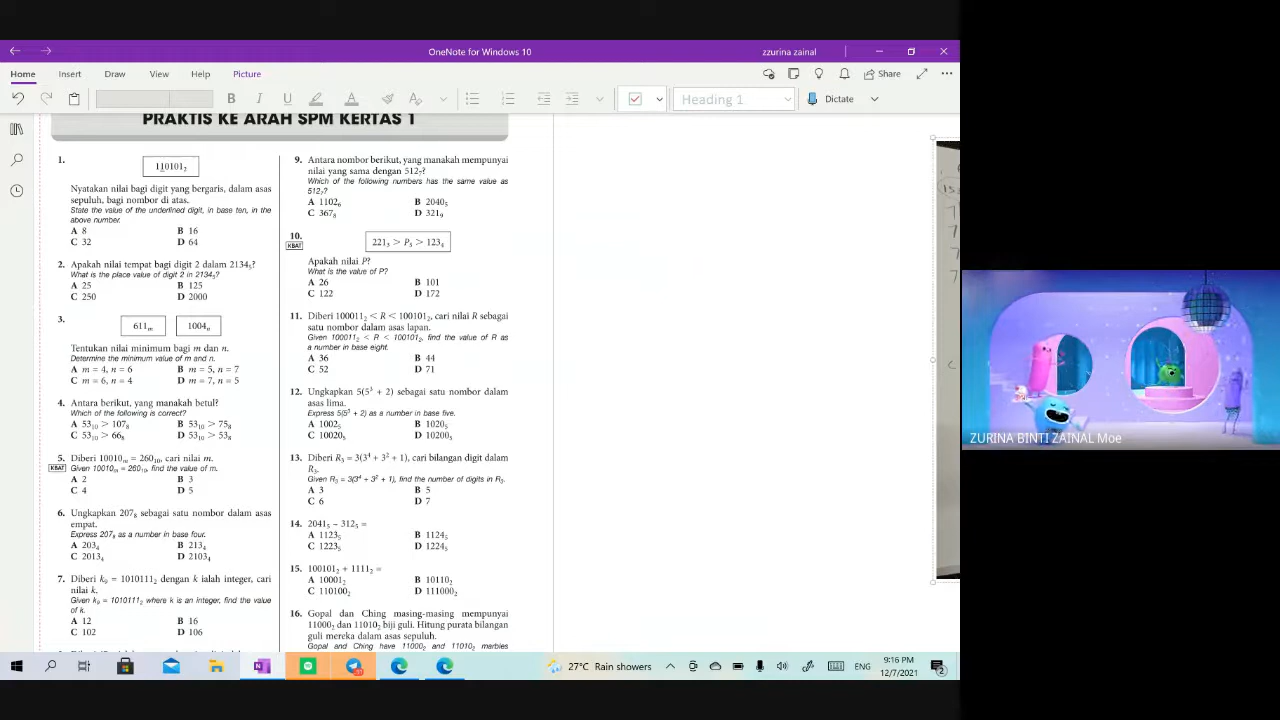 OneNote for Windows 10
zzurina zainal
Home Insert Draw View Help Picture
Share
Heading 1
Dictate
PRAKTIS KE ARAH SPM KERTAS 1
1.
110101₂
Nyatakan nilai bagi digit yang bergaris, dalam asas
sepuluh, bagi nombor di atas.
State the value of the underlined digit, in base ten, in the
above number.
A 8 B 16
C 32 D 64
2. Apakah nilai tempat bagi digit 2 dalam 2134₅?
What is the place value of digit 2 in 2134₅?
A 25 B 125
C 250 D 2000
3.
611ₘ 1004ₙ
Tentukan nilai minimum bagi m dan n.
Determine the minimum value of m and n.
A m = 4, n = 6 B m = 5, n = 7
C m = 6, n = 4 D m = 7, n = 5
4. Antara berikut, yang manakah betul?
Which of the following is correct?
A 53₁₀ > 107₈ B 53₁₀ > 75₈
C 53₁₀ > 66₈ D 53₁₀ > 53₈
5. Diberi 10010ₘ = 260₁₀, cari nilai m.
KBAT Given 10010ₘ = 260₁₀, find the value of m.
A 2 B 3
C 4 D 5
6. Ungkapkan 207₈ sebagai satu nombor dalam asas
empat.
Express 207₈ as a number in base four.
A 203₄ B 213₄
C 2013₄ D 2103₄
7. Diberi k₉ = 1010111₂ dengan k ialah integer, cari
nilai k.
Given k₉ = 1010111₂ where k is an integer, find the value
of k.
A 12 B 16
C 102 D 106
9. Antara nombor berikut, yang manakah mempunyai
nilai yang sama dengan 512₇?
Which of the following numbers has the same value as
512₇?
A 1102₆ B 2040₅
C 367₈ D 321₉
10.
KBAT
221₃ > P₅ > 123₄
Apakah nilai P?
What is the value of P?
A 26 B 101
C 122 D 172
11. Diberi 100011₂ < R < 100101₂, cari nilai R sebagai
satu nombor dalam asas lapan.
Given 100011₂ < R < 100101₂, find the value of R as
a number in base eight.
A 36 B 44
C 52 D 71
12. Ungkapkan 5(5³ + 2) sebagai satu nombor dalam
asas lima.
Express 5(5³ + 2) as a number in base five.
A 1002₅ B 1020₅
C 10020₅ D 10200₅
13. Diberi R₃ = 3(3⁴ + 3² + 1), cari bilangan digit dalam
R₃.
Given R₃ = 3(3⁴ + 3² + 1), find the number of digits in R₃.
A 3 B 5
C 6 D 7
14. 2041₅ – 312₅ =
A 1123₅ B 1124₅
C 1223₅ D 1224₅
15. 100101₂ + 1111₂ =
A 10001₂ B 10110₂
C 110100₂ D 111000₂
16. Gopal dan Ching masing-masing mempunyai
11000₂ dan 11010₂ biji guli. Hitung purata bilangan
guli mereka dalam asas sepuluh.
Gopal and Ching have 11000₂ and 11010₂ marbles
ZURINA BINTI ZAINAL Moe
27°C Rain showers
ENG
9:16 PM
12/7/2021